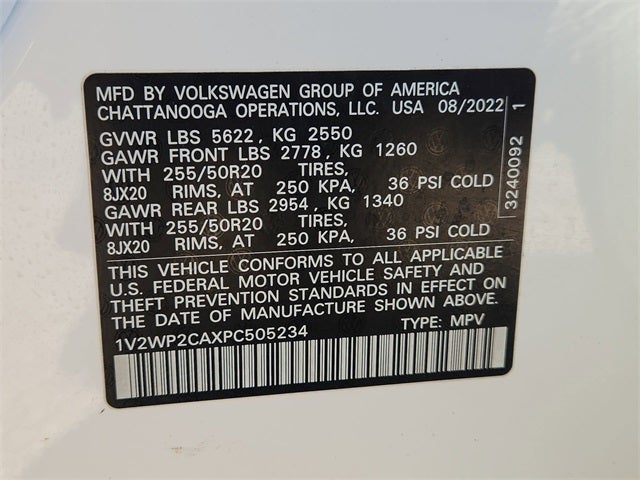 MFD BY VOLKSWAGEN GROUP OF AMERICA
CHATTANOOGA OPERATIONS, LLC. USA 08/2022
GVWR LBS 5622, KG 2550
GAWR FRONT LBS 2778, KG 1260
WITH 255/50R20 TIRES,
8JX20 RIMS, AT 250 KPA, 36 PSI COLD
GAWR REAR LBS 2954, KG 1340
WITH 255/50R20 TIRES,
8JX20 RIMS, AT 250 KPA, 36 PSI COLD
THIS VEHICLE CONFORMS TO ALL APPLICABLE
U.S. FEDERAL MOTOR VEHICLE SAFETY AND
THEFT PREVENTION STANDARDS IN EFFECT ON
THE DATE OF MANUFACTURE SHOWN ABOVE.
1V2WP2CAXPC505234 TYPE: MPV
3240092 1